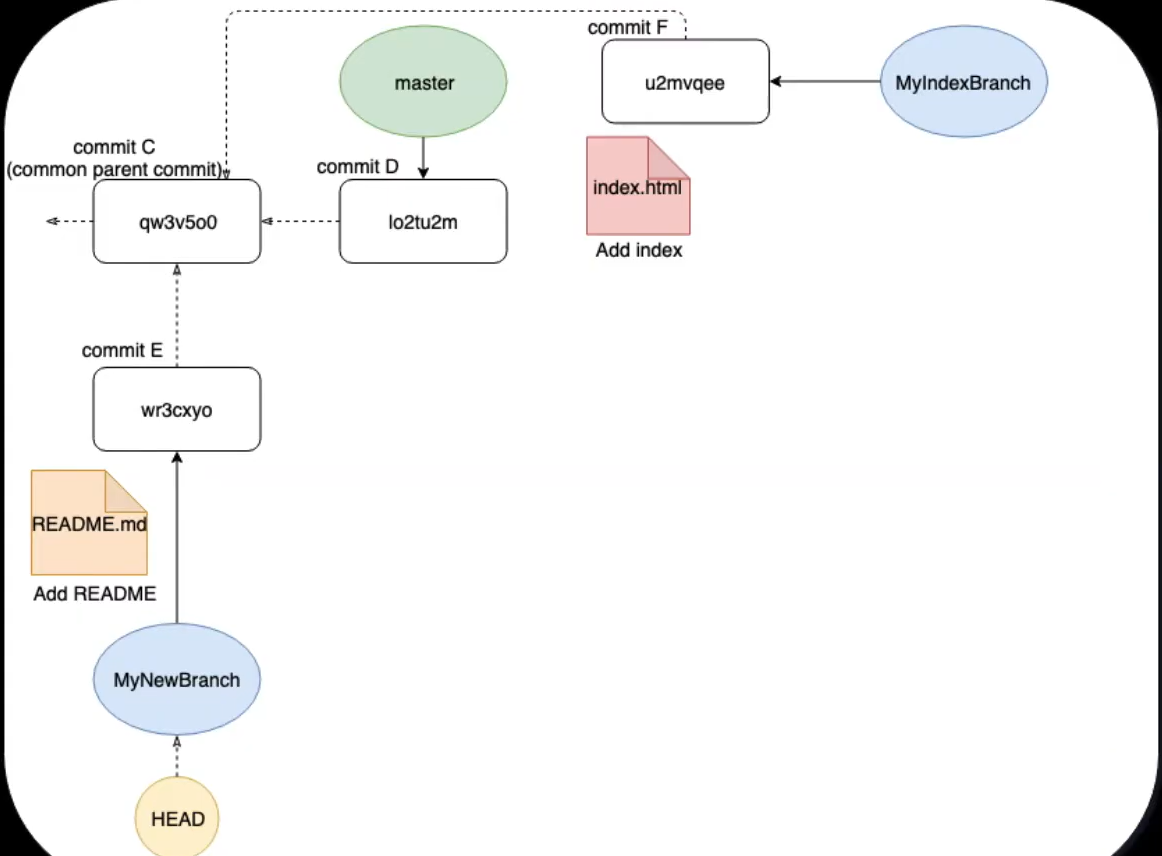 commit F
master
u2mvqee
MyIndexBranch
commit C
(common parent commit)
commit D
index.html
qw3v5o0
lo2tu2m
Add index
commit E
wr3cxyo
README.md
Add README
MyNewBranch
HEAD